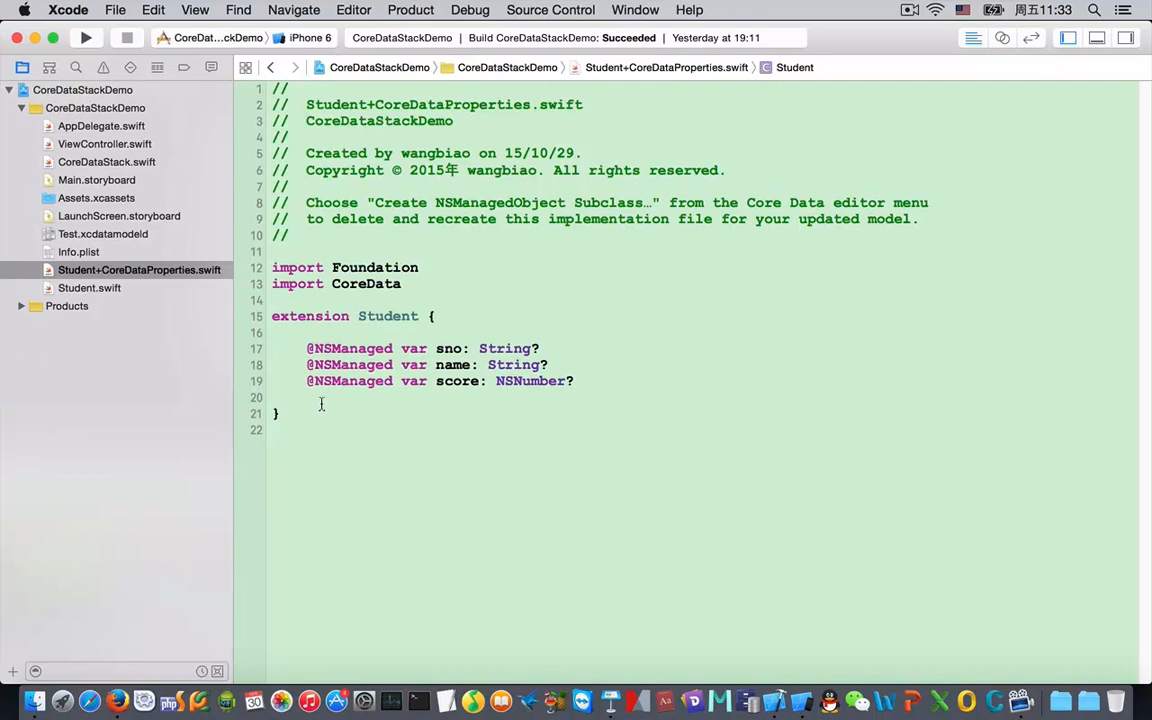 Xcode File Edit View Find Navigate Editor Product Debug Source Control Window Help 周五11:33
CoreDat...ckDemo iPhone 6 CoreDataStackDemo Build CoreDataStackDemo: Succeeded Yesterday at 19:11
CoreDataStackDemo CoreDataStackDemo Student+CoreDataProperties.swift Student
CoreDataStackDemo
CoreDataStackDemo
AppDelegate.swift
ViewController.swift
CoreDataStack.swift
Main.storyboard
Assets.xcassets
LaunchScreen.storyboard
Test.xcdatamodeld
Info.plist
Student+CoreDataProperties.swift
Student.swift
Products
1 //
2 // Student+CoreDataProperties.swift
3 // CoreDataStackDemo
4 //
5 // Created by wangbiao on 15/10/29.
6 // Copyright © 2015年 wangbiao. All rights reserved.
7 //
8 // Choose "Create NSManagedObject Subclass…" from the Core Data editor menu
9 // to delete and recreate this implementation file for your updated model.
10 //
11
12 import Foundation
13 import CoreData
14
15 extension Student {
16
17 @NSManaged var sno: String?
18 @NSManaged var name: String?
19 @NSManaged var score: NSNumber?
20
21 }
22